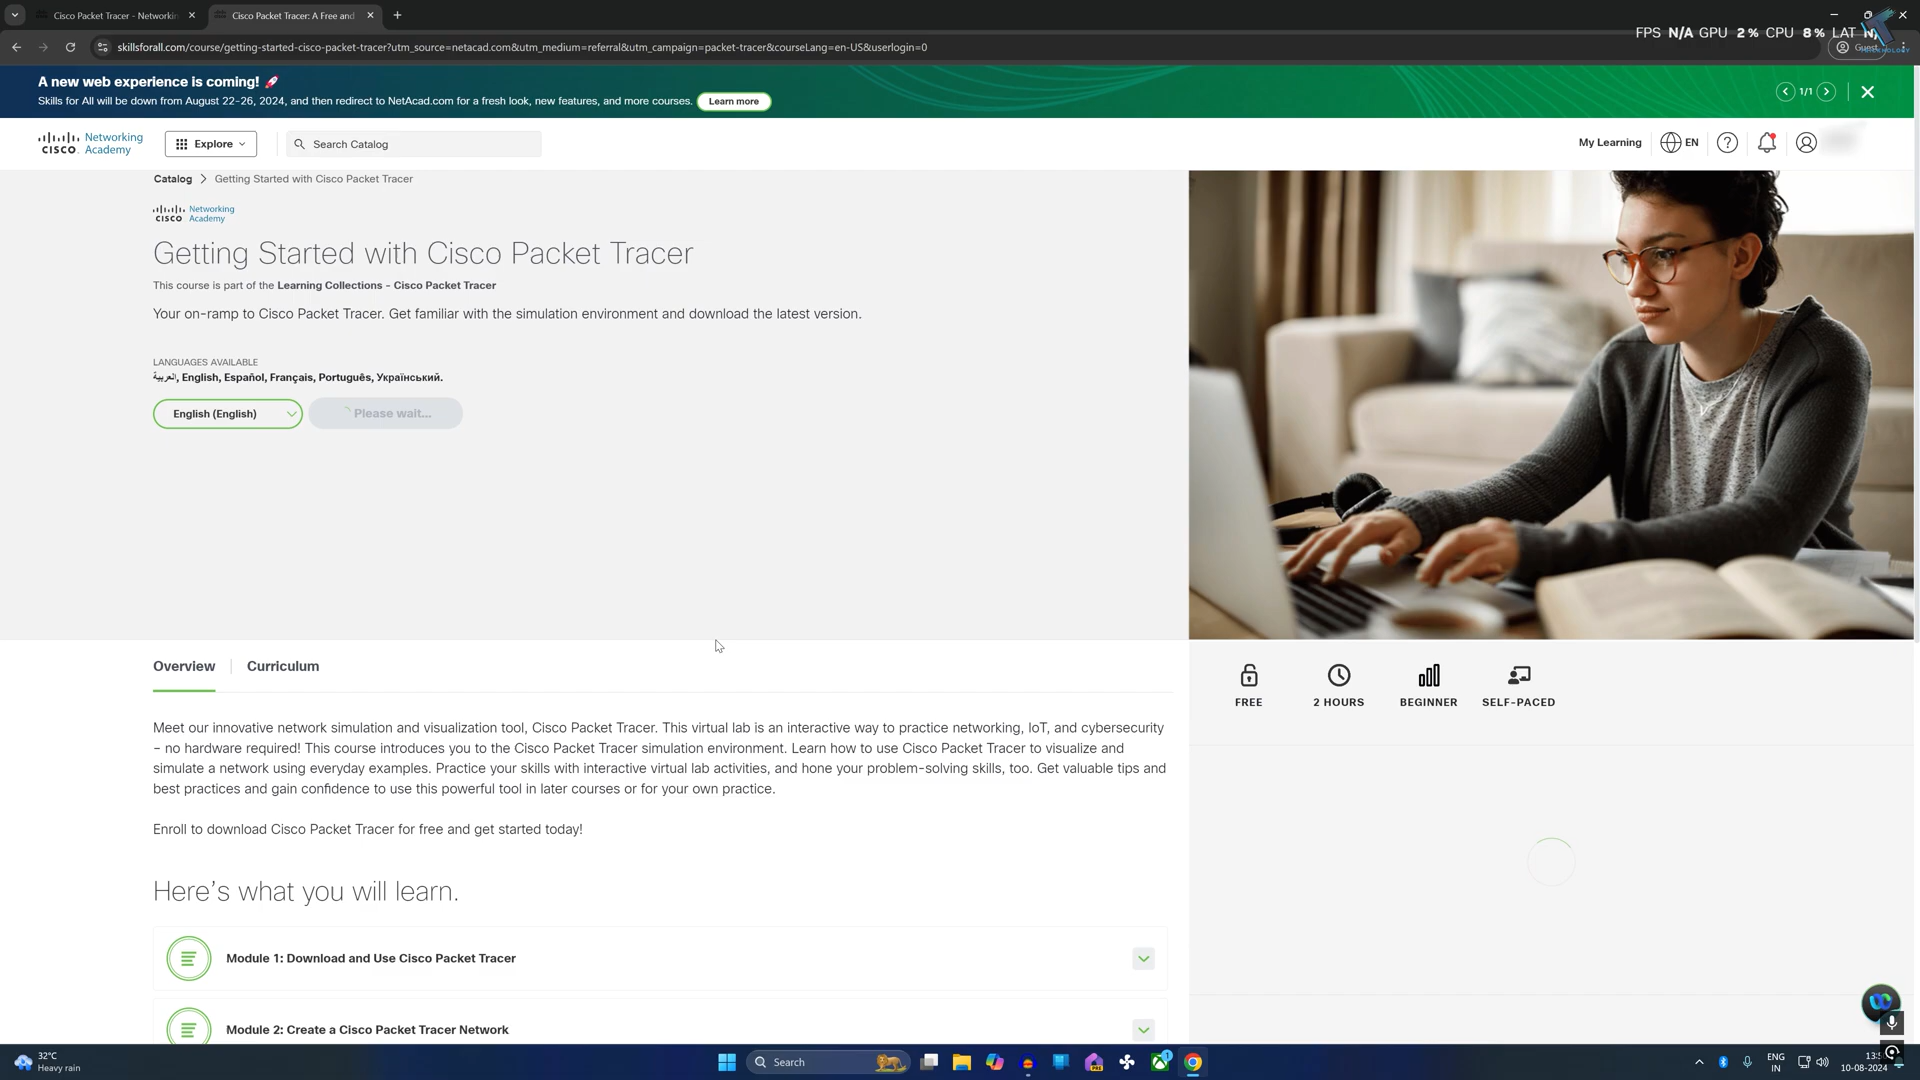 Cisco Packet Tracer - Networkin
Cisco Packet Tracer: A Free and
skillsforall.com/course/getting-started-cisco-packet-tracer?utm_source=netacad.com&utm_medium=referral&utm_campaign=packet-tracer&courseLang=en-US&userlogin=0
FPS N/A GPU 2 % CPU 8 % LAT
A new web experience is coming! 🚀
Skills for All will be down from August 22-26, 2024, and then redirect to NetAcad.com for a fresh look, new features, and more courses. Learn more
1/1
CISCO Networking Academy
Explore
Search Catalog
My Learning
EN
Catalog > Getting Started with Cisco Packet Tracer
CISCO Networking Academy
Getting Started with Cisco Packet Tracer
This course is part of the Learning Collections - Cisco Packet Tracer
Your on-ramp to Cisco Packet Tracer. Get familiar with the simulation environment and download the latest version.
LANGUAGES AVAILABLE
العربية, English, Español, Français, Português, Український.
English (English)
Please wait...
Overview
Curriculum
FREE
2 HOURS
BEGINNER
SELF-PACED
Meet our innovative network simulation and visualization tool, Cisco Packet Tracer. This virtual lab is an interactive way to practice networking, IoT, and cybersecurity
– no hardware required! This course introduces you to the Cisco Packet Tracer simulation environment. Learn how to use Cisco Packet Tracer to visualize and
simulate a network using everyday examples. Practice your skills with interactive virtual lab activities, and hone your problem-solving skills, too. Get valuable tips and
best practices and gain confidence to use this powerful tool in later courses or for your own practice.
Enroll to download Cisco Packet Tracer for free and get started today!
Here's what you will learn.
Module 1: Download and Use Cisco Packet Tracer
Module 2: Create a Cisco Packet Tracer Network
32°C
Heavy rain
Search
ENG
IN
10-08-2024